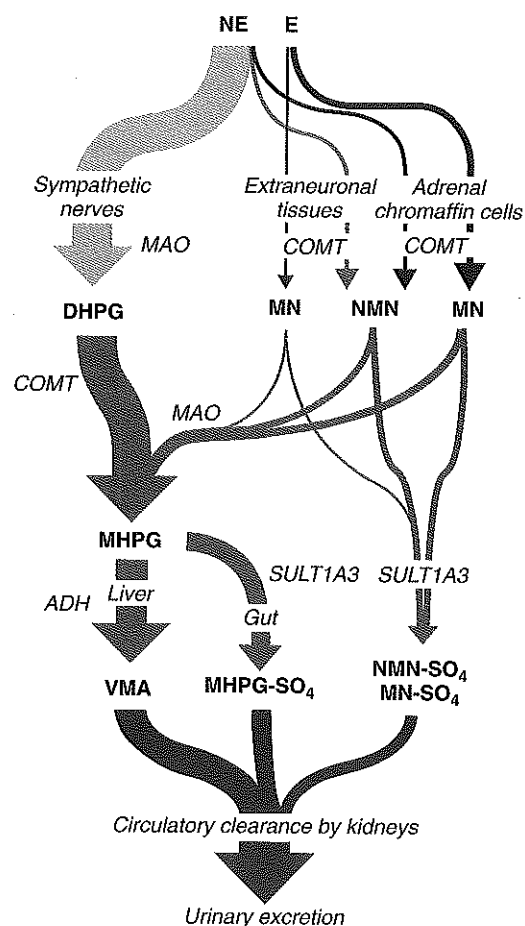 NE E
Sympathetic
nerves
Extraneuronal
tissues
Adrenal
chromaffin cells
MAO
COMT
COMT
DHPG
MN
NMN
MN
COMT
MAO
MHPG
SULT1A3
SULT1A3
ADH
Liver
Gut
VMA
MHPG-SO₄
NMN-SO₄
MN-SO₄
Circulatory clearance by kidneys
Urinary excretion